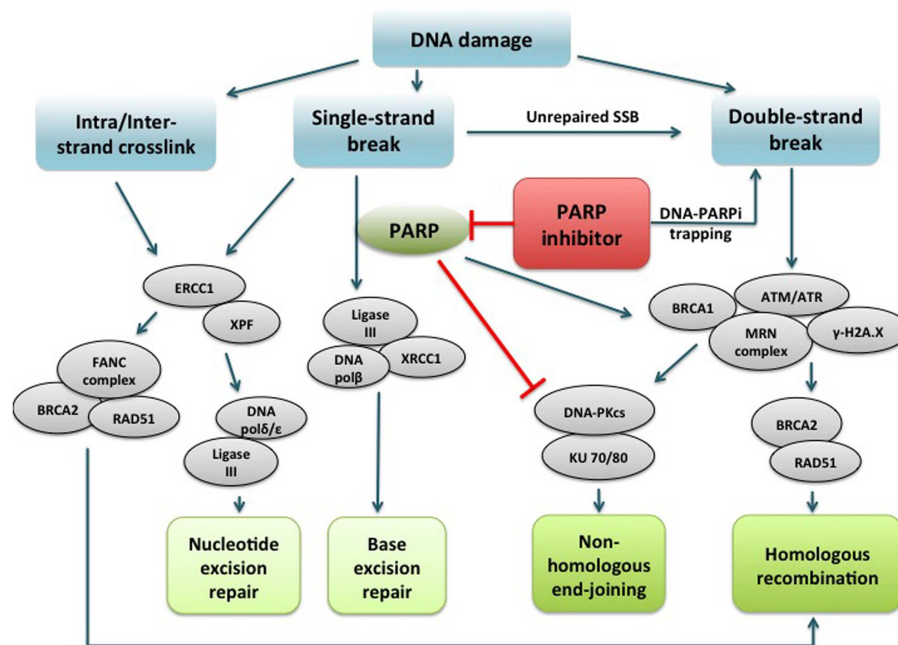 DNA damage
Intra/Inter-
strand crosslink
Single-strand
break
Unrepaired SSB
Double-strand
break
PARP
PARP
inhibitor
DNA-PARPi
trapping
ERCC1
XPF
Ligase
III
DNA
polβ
XRCC1
BRCA1
ATM/ATR
MRN
complex
γ-H2A.X
FANC
complex
BRCA2
RAD51
DNA
polδ/ε
Ligase
III
DNA-PKcs
KU 70/80
BRCA2
RAD51
Nucleotide
excision
repair
Base
excision
repair
Non-
homologous
end-joining
Homologous
recombination